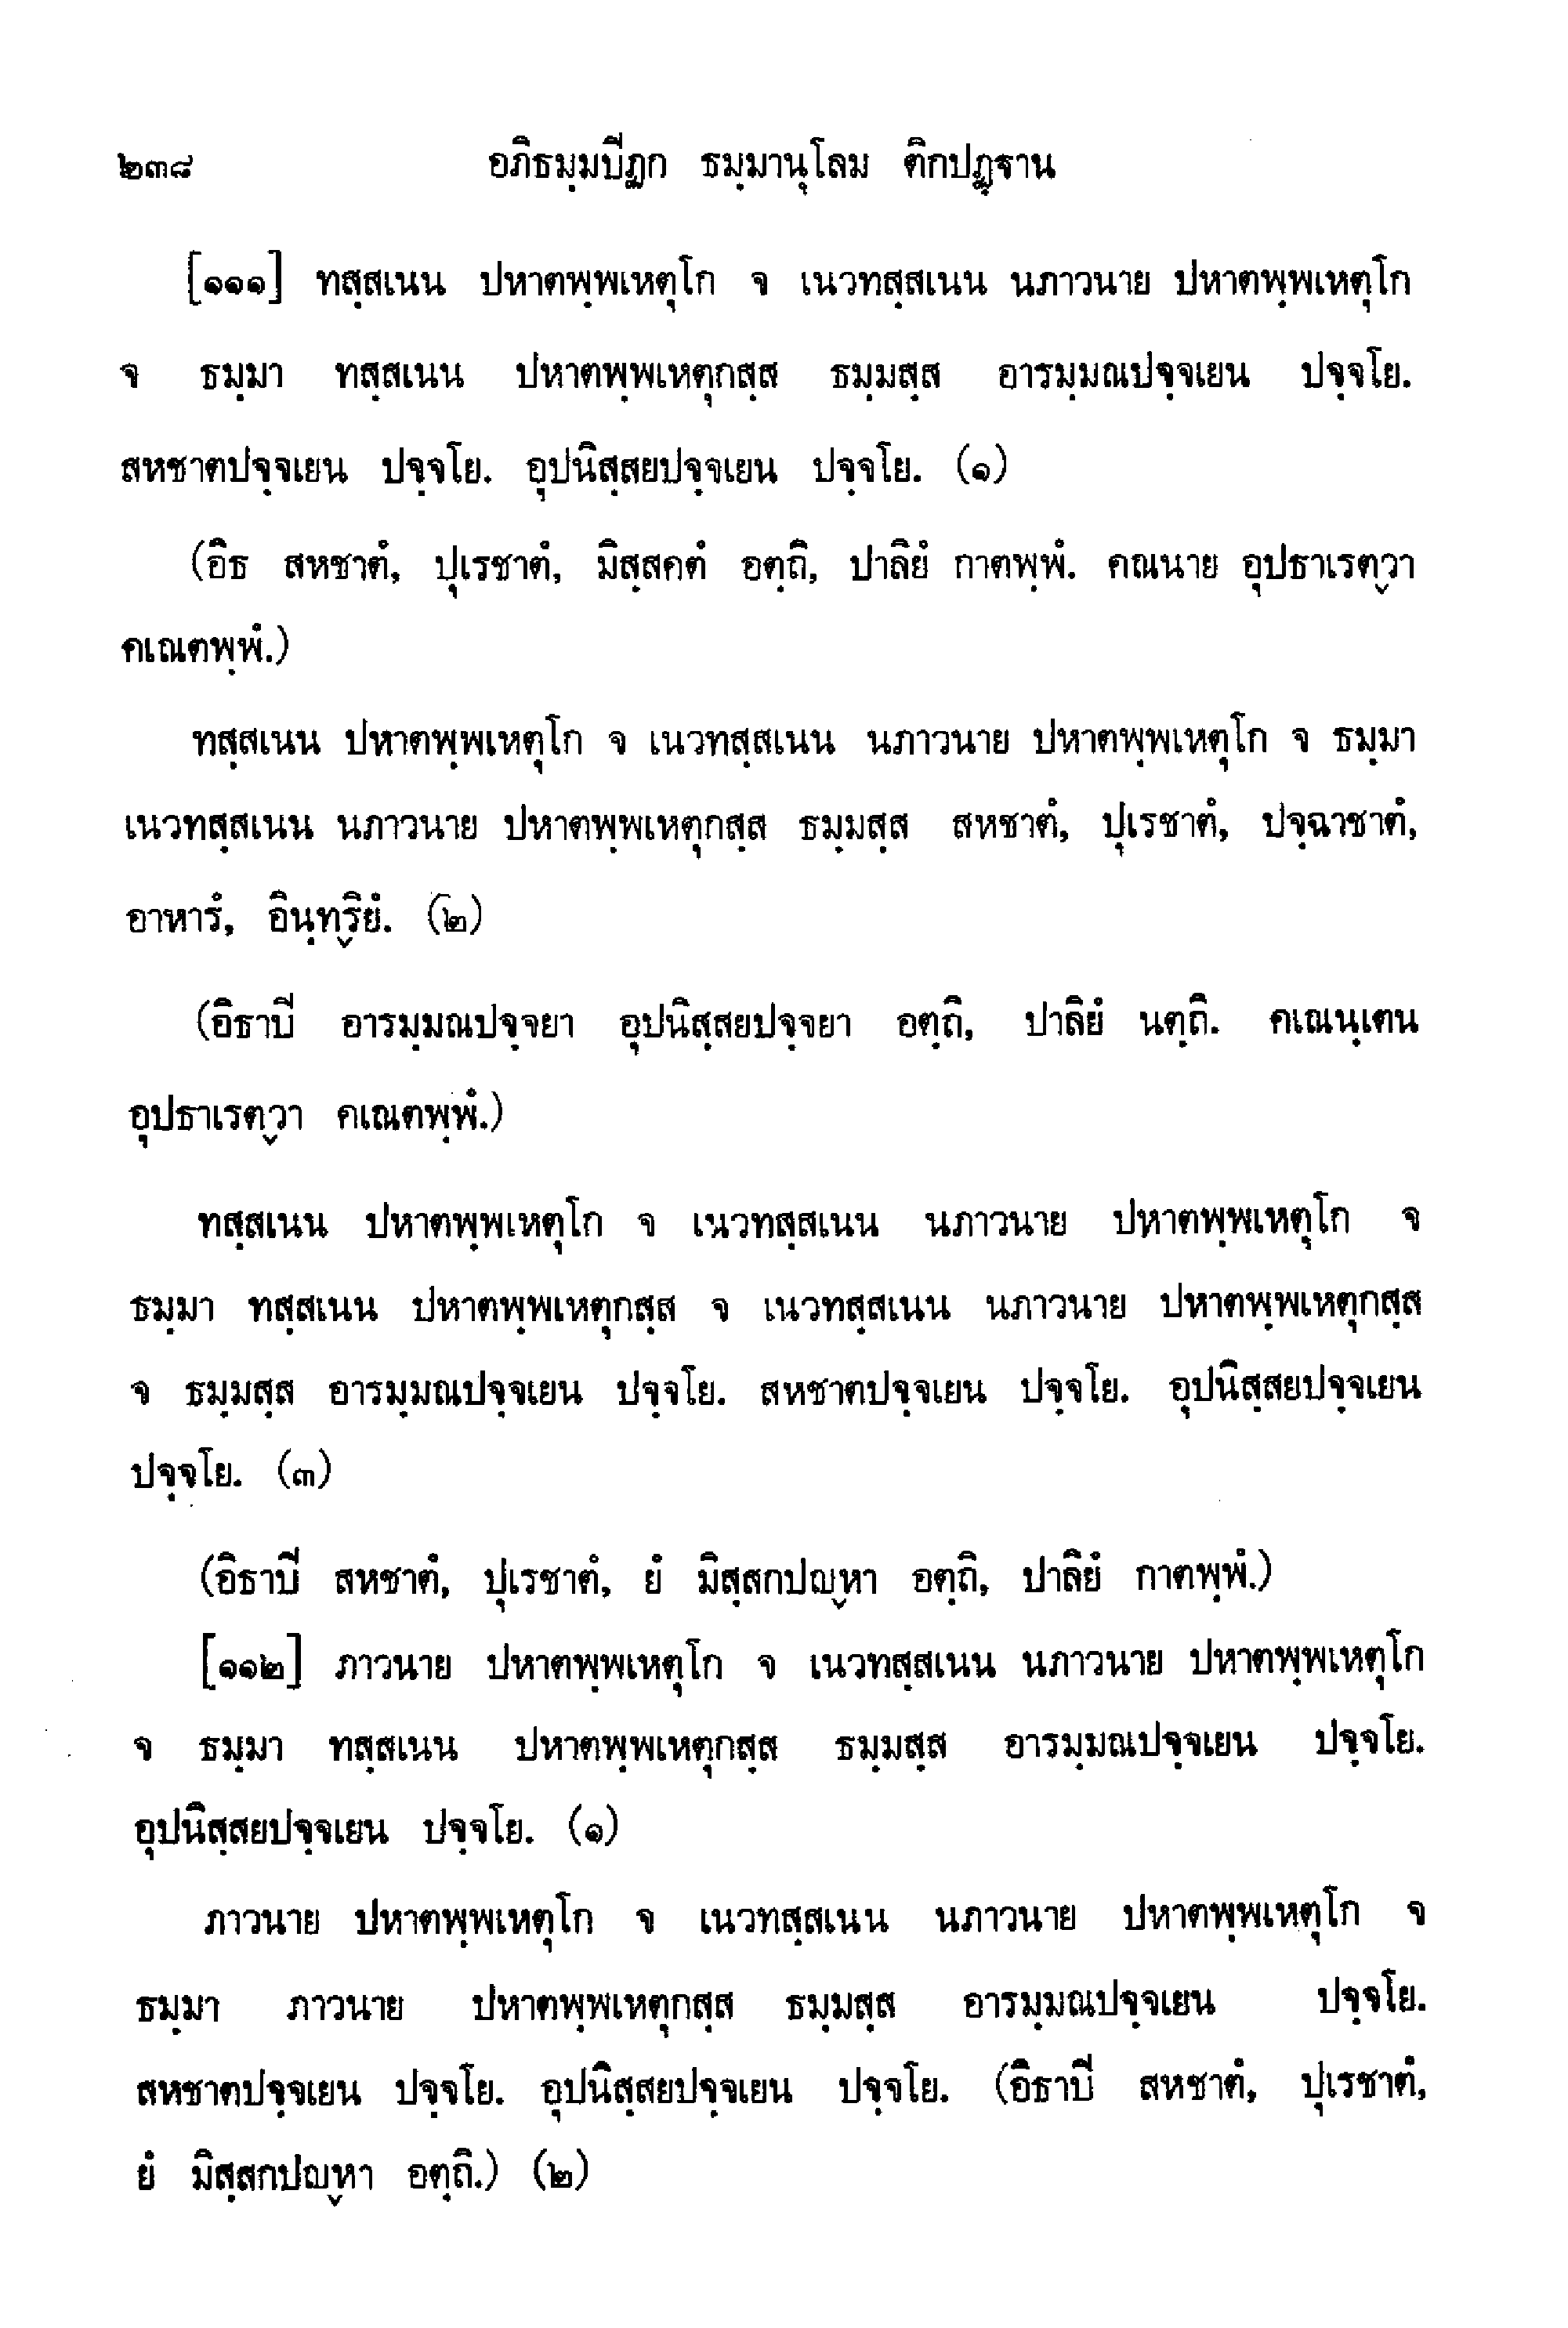 ๒๓๘ อภิธมฺมปีฏก ธมฺมานุโลม ติกปฏฺฐาน
[๑๑๑] ทสฺสเนน ปหาตพฺพเหตุโก จ เนวทสฺสเนน นภาวนาย ปหาตพฺพเหตุโก
จ ธมฺมา ทสฺสเนน ปหาตพฺพเหตุกสฺส ธมฺมสฺส อารมฺมณปจฺจเยน ปจฺจโย.
สหชาตปจฺจเยน ปจฺจโย. อุปนิสฺสยปจฺจเยน ปจฺจโย. (๑)
(อิธ สหชาตํ, ปุเรชาตํ, มิสฺสคตํ อตฺถิ, ปาลิยํ กาตพฺพํ. คณนาย อุปธาเรตฺวา
คเณตพฺพํ.)
ทสฺสเนน ปหาตพฺพเหตุโก จ เนวทสฺสเนน นภาวนาย ปหาตพฺพเหตุโก จ ธมฺมา
เนวทสฺสเนน นภาวนาย ปหาตพฺพเหตุกสฺส ธมฺมสฺส สหชาตํ, ปุเรชาตํ, ปจฺฉาชาตํ,
อาหารํ, อินฺทฺริยํ. (๒)
(อิธาปิ อารมฺมณปจฺจยา อุปนิสฺสยปจฺจยา อตฺถิ, ปาลิยํ นตฺถิ. คเณนฺเตน
อุปธาเรตฺวา คเณตพฺพํ.)
ทสฺสเนน ปหาตพฺพเหตุโก จ เนวทสฺสเนน นภาวนาย ปหาตพฺพเหตุโก จ
ธมฺมา ทสฺสเนน ปหาตพฺพเหตุกสฺส จ เนวทสฺสเนน นภาวนาย ปหาตพฺพเหตุกสฺส
จ ธมฺมสฺส อารมฺมณปจฺจเยน ปจฺจโย. สหชาตปจฺจเยน ปจฺจโย. อุปนิสฺสยปจฺจเยน
ปจฺจโย. (๓)
(อิธาปิ สหชาตํ, ปุเรชาตํ, ยํ มิสฺสกปญฺหา อตฺถิ, ปาลิยํ กาตพฺพํ.)
[๑๑๒] ภาวนาย ปหาตพฺพเหตุโก จ เนวทสฺสเนน นภาวนาย ปหาตพฺพเหตุโก
จ ธมฺมา ทสฺสเนน ปหาตพฺพเหตุกสฺส ธมฺมสฺส อารมฺมณปจฺจเยน ปจฺจโย.
อุปนิสฺสยปจฺจเยน ปจฺจโย. (๑)
ภาวนาย ปหาตพฺพเหตุโก จ เนวทสฺสเนน นภาวนาย ปหาตพฺพเหตุโก จ
ธมฺมา ภาวนาย ปหาตพฺพเหตุกสฺส ธมฺมสฺส อารมฺมณปจฺจเยน ปจฺจโย.
สหชาตปจฺจเยน ปจฺจโย. อุปนิสฺสยปจฺจเยน ปจฺจโย. (อิธาปิ สหชาตํ, ปุเรชาตํ,
ยํ มิสฺสกปญฺหา อตฺถิ.) (๒)